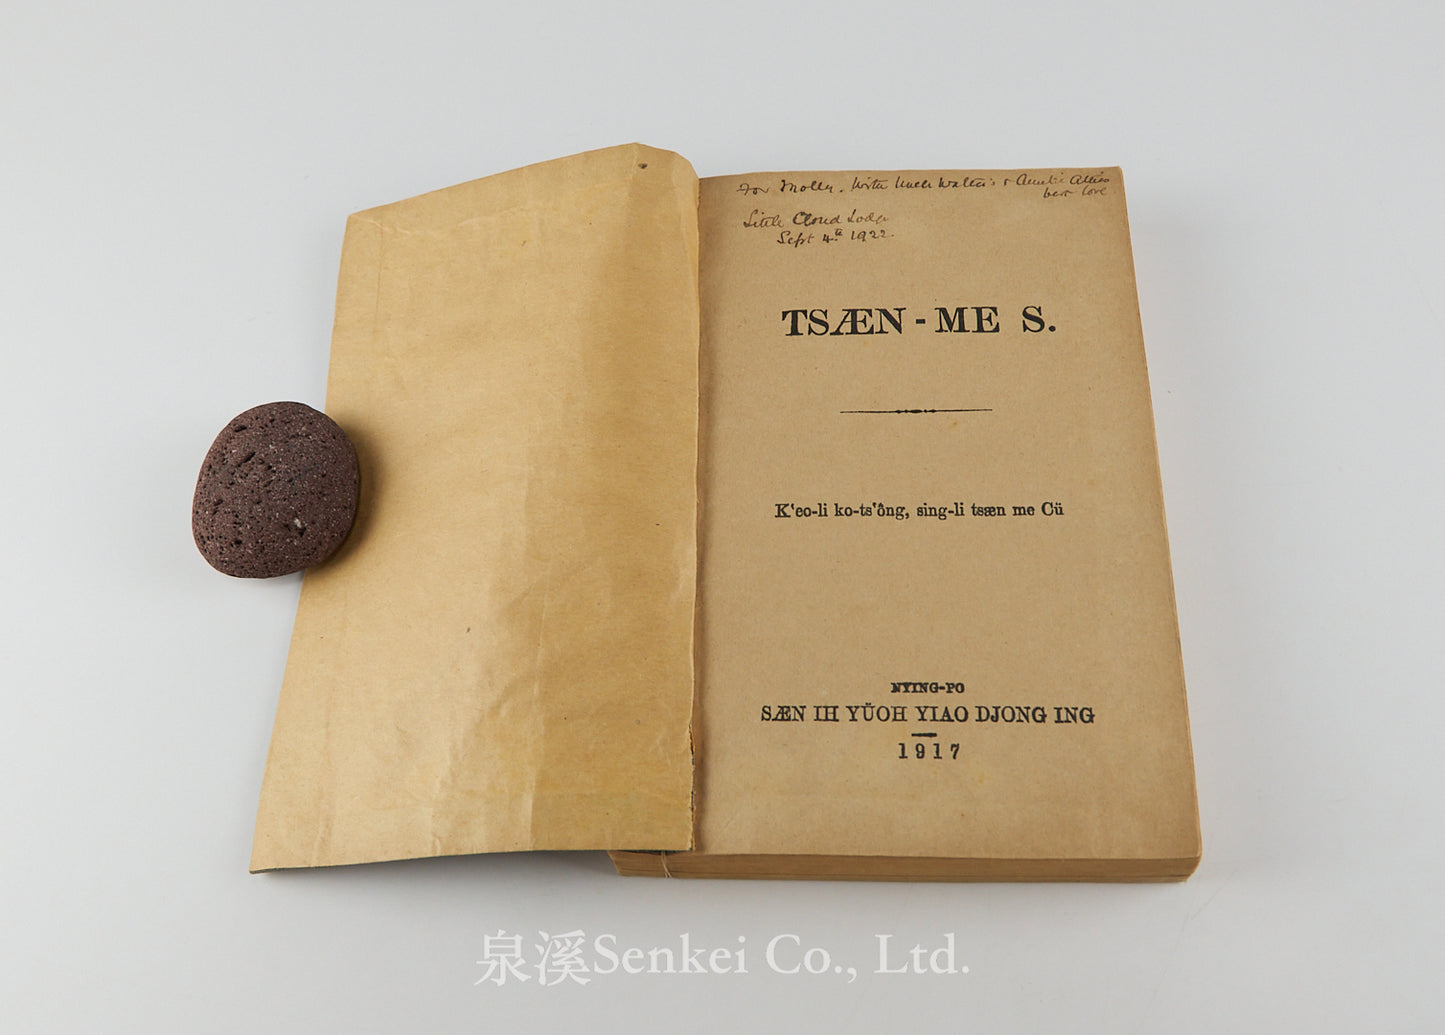 For Molly. With Uncle Walter's & Auntie Attie's
best love
Little Cloud Lodge
Sept 4th 1922.
TSÆN-ME S.
K'eo-li ko-ts'ông, sing-li tsæn me Cü
NYING-PO
SÆN IH YÜOH YIAO DJONG ING
1917
泉溪Senkei Co., Ltd.